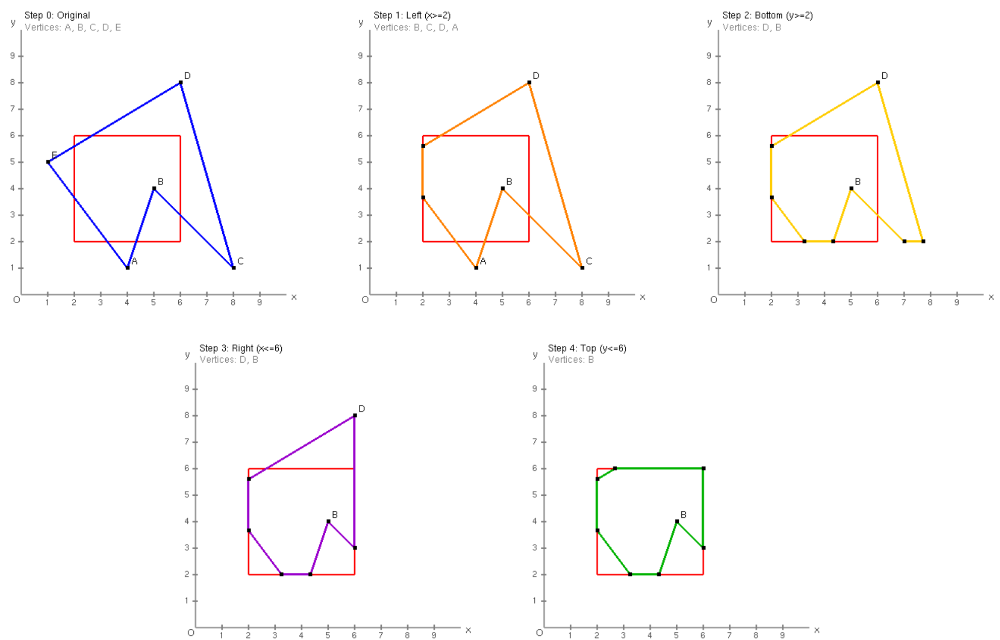 Step 0: Original
Vertices: A, B, C, D, E
y
9
8
7
6
5
4
3
2
1
O
1 2 3 4 5 6 7 8 9
x
D
E
B
A
C
Step 1: Left (x>=2)
Vertices: B, C, D, A
y
9
8
7
6
5
4
3
2
1
O
1 2 3 4 5 6 7 8 9
x
D
B
A
C
Step 2: Bottom (y>=2)
Vertices: D, B
y
9
8
7
6
5
4
3
2
1
O
1 2 3 4 5 6 7 8 9
x
D
B
Step 3: Right (x<=6)
Vertices: D, B
y
9
8
7
6
5
4
3
2
1
O
1 2 3 4 5 6 7 8 9
x
D
B
Step 4: Top (y<=6)
Vertices: B
y
9
8
7
6
5
4
3
2
1
O
1 2 3 4 5 6 7 8 9
x
B